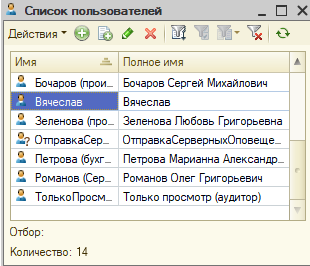 Список пользователей
Действия
Имя Полное имя
Бочаров (прои... Бочаров Сергей Михайлович
Вячеслав Вячеслав
Зеленова (про... Зеленова Любовь Григорьевна
ОтправкаСер... ОтправкаСерверныхОповеще...
Петрова (бухг... Петрова Марианна Александр...
Романов (Сер... Романов Олег Григорьевич
ТолькоПросм... Только просмотр (аудитор)
Отбор:
Количество: 14